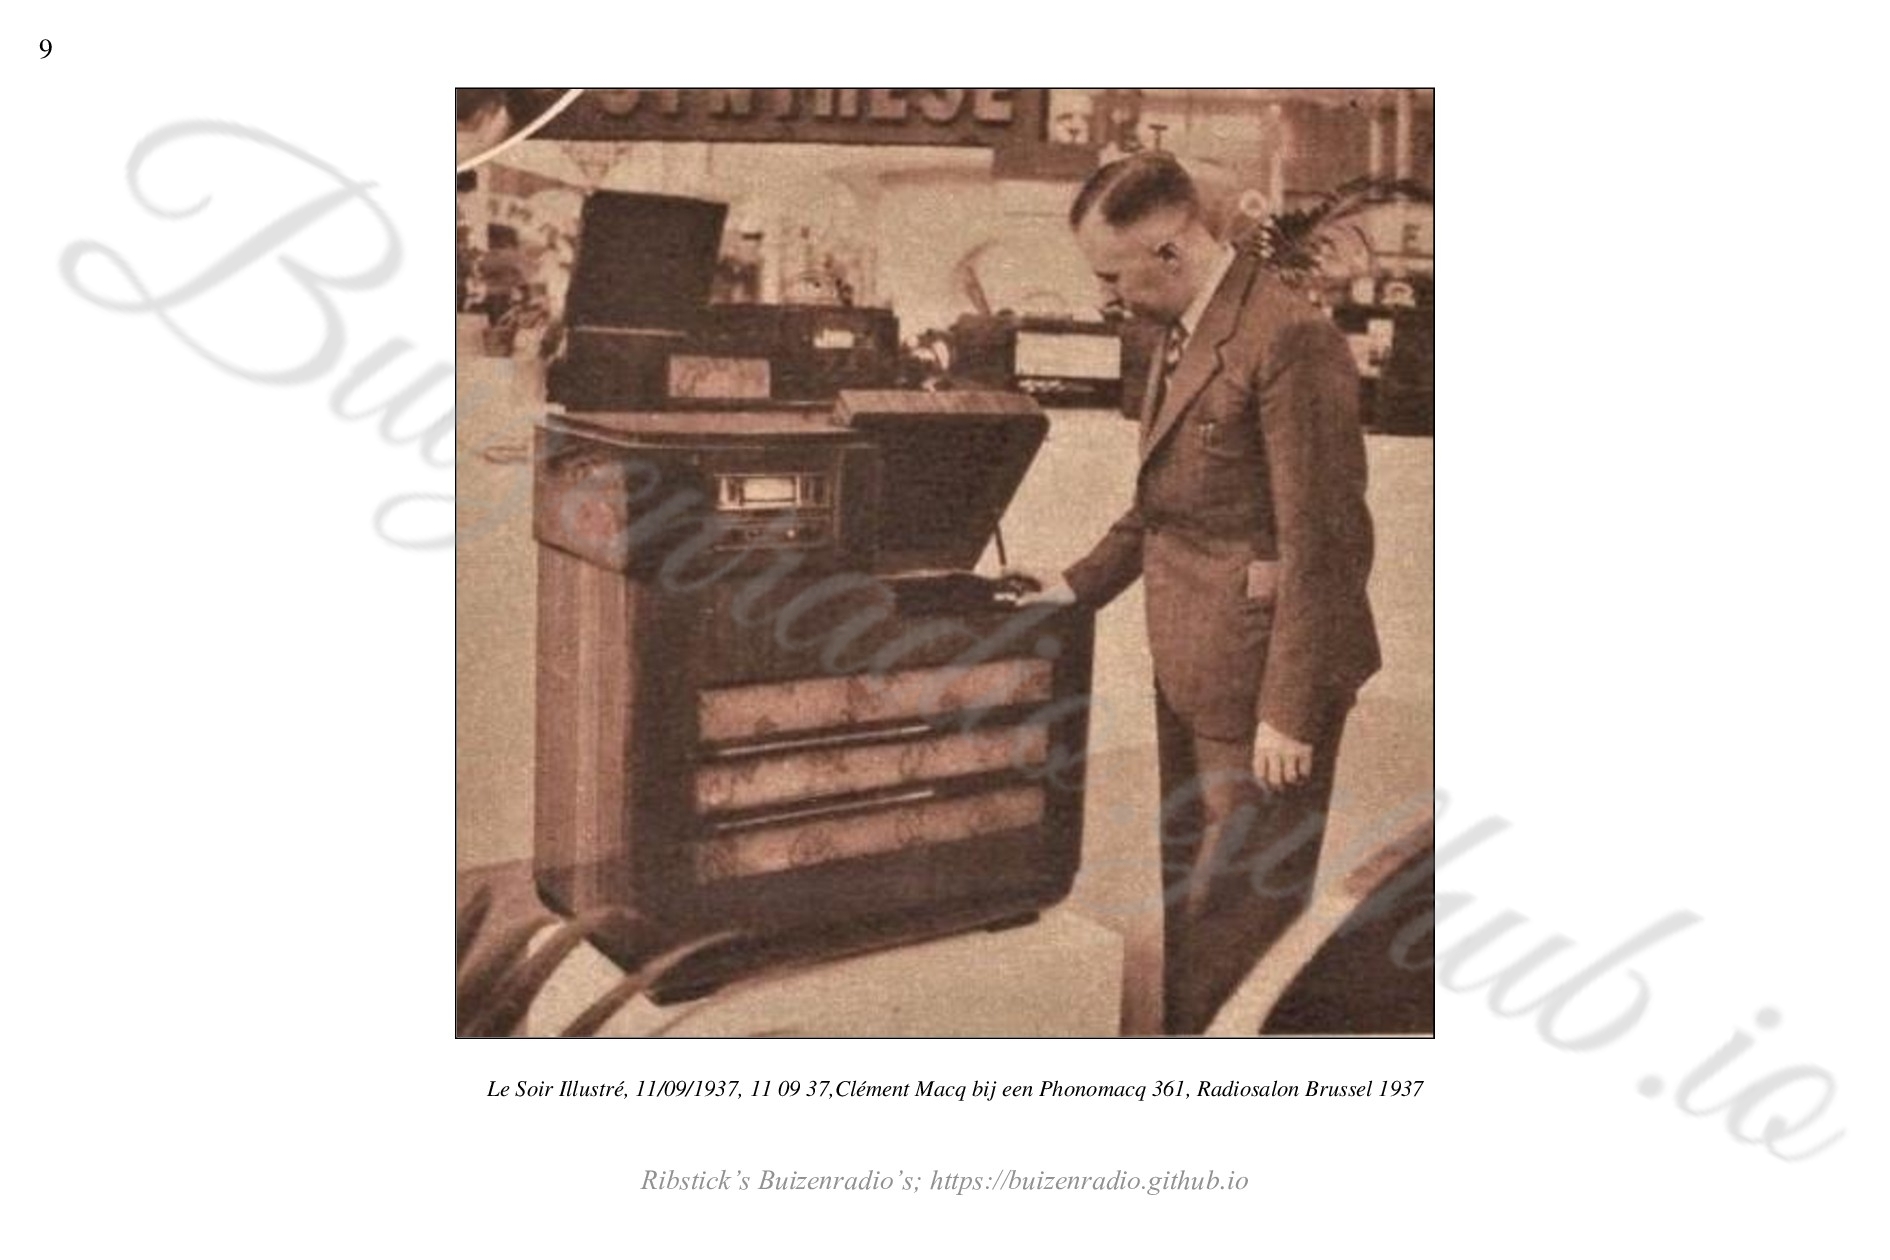 9
SYNTHESE
Le Soir Illustré, 11/09/1937, 11 09 37,Clément Macq bij een Phonomacq 361, Radiosalon Brussel 1937
Ribstick’s Buizenradio’s; https://buizenradio.github.io
Buizenradio.github.io